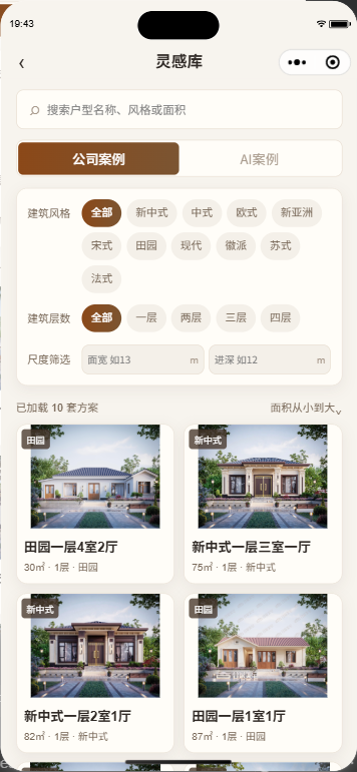 19:43
灵感库
搜索户型名称、风格或面积
公司案例 AI案例
建筑风格 全部 新中式 中式 欧式 新亚洲
宋式 田园 现代 徽派 苏式
法式
建筑层数 全部 一层 两层 三层 四层
尺度筛选 面宽 如13 m 进深 如12 m
已加载 10 套方案 面积从小到大
田园 新中式
田园一层4室2厅 新中式一层三室一厅
30㎡ · 1层 · 田园 75㎡ · 1层 · 新中式
新中式 田园
新中式一层2室1厅 田园一层1室1厅
82㎡ · 1层 · 新中式 87㎡ · 1层 · 田园